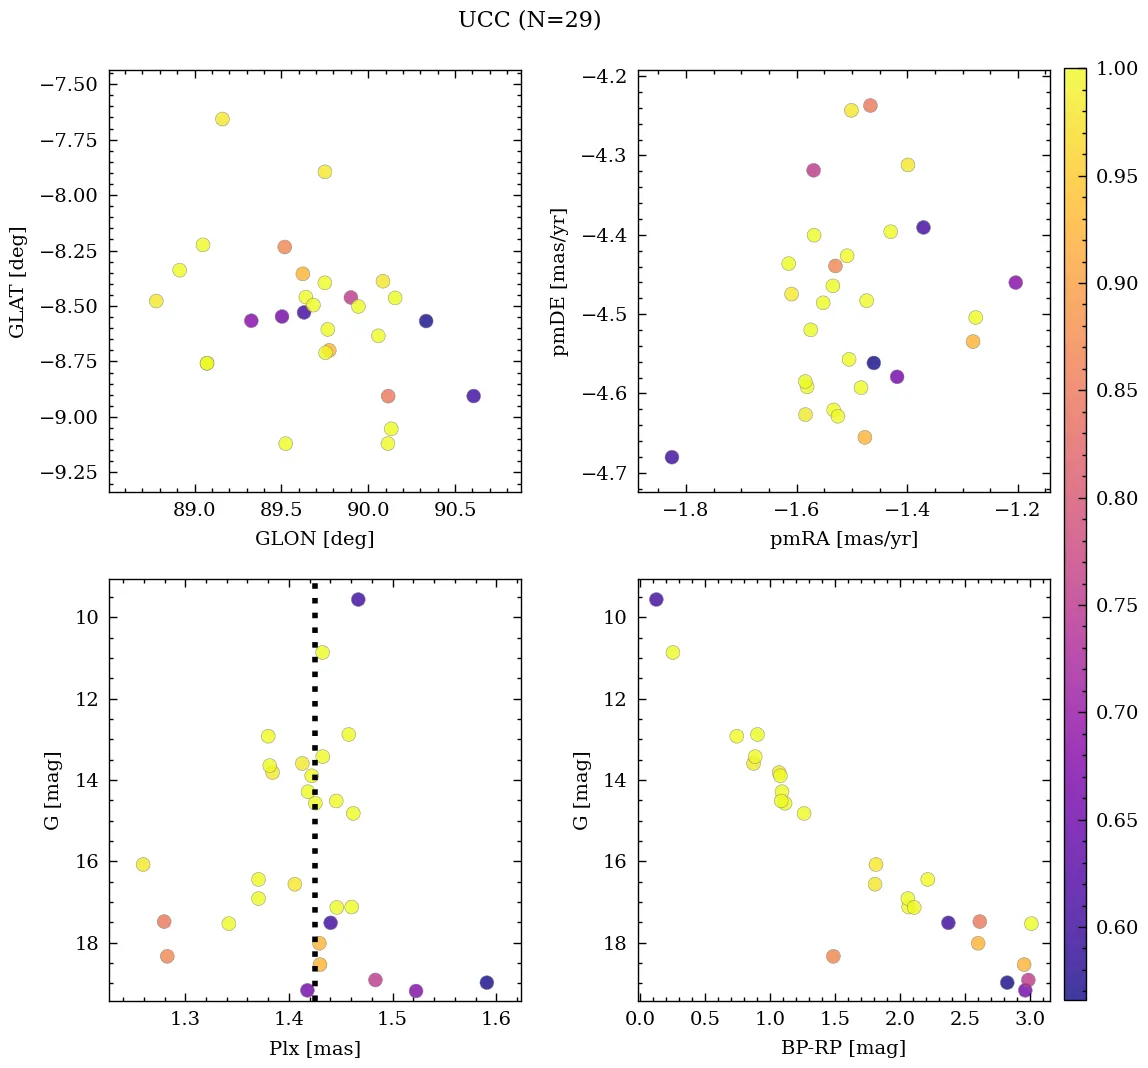 UCC (N=29)
−7.50
−7.75
−8.00
−8.25
−8.50
−8.75
−9.00
−9.25
GLAT [deg]
89.0 89.5 90.0 90.5
GLON [deg]
−4.2
−4.3
−4.4
−4.5
−4.6
−4.7
pmDE [mas/yr]
−1.8 −1.6 −1.4 −1.2
pmRA [mas/yr]
10
12
14
16
18
G [mag]
1.3 1.4 1.5 1.6
Plx [mas]
10
12
14
16
18
G [mag]
0.0 0.5 1.0 1.5 2.0 2.5 3.0
BP-RP [mag]
1.00
0.95
0.90
0.85
0.80
0.75
0.70
0.65
0.60